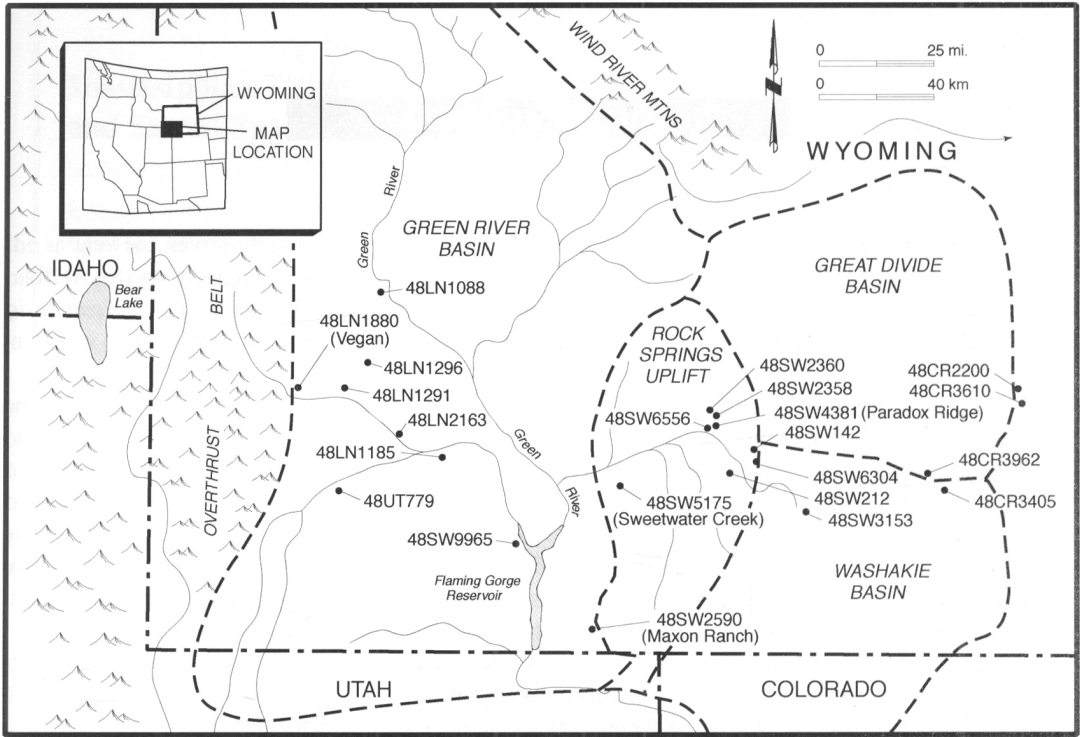 WIND RIVER MTNS
0 25 mi.
0 40 km
WYOMING
MAP
LOCATION
WYOMING
River
Green
GREEN RIVER
BASIN
GREAT DIVIDE
BASIN
IDAHO
Bear
Lake
BELT
OVERTHRUST
48LN1088
48LN1880
(Vegan)
48LN1296
48LN1291
48LN2163
48LN1185
48UT779
48SW9965
Green
River
Flaming Gorge
Reservoir
ROCK
SPRINGS
UPLIFT
48SW2360
48SW2358
48SW6556
48SW4381 (Paradox Ridge)
48SW142
48CR2200
48CR3610
48CR3962
48SW6304
48SW212
48CR3405
48SW5175
(Sweetwater Creek)
48SW3153
WASHAKIE
BASIN
48SW2590
(Maxon Ranch)
UTAH
COLORADO